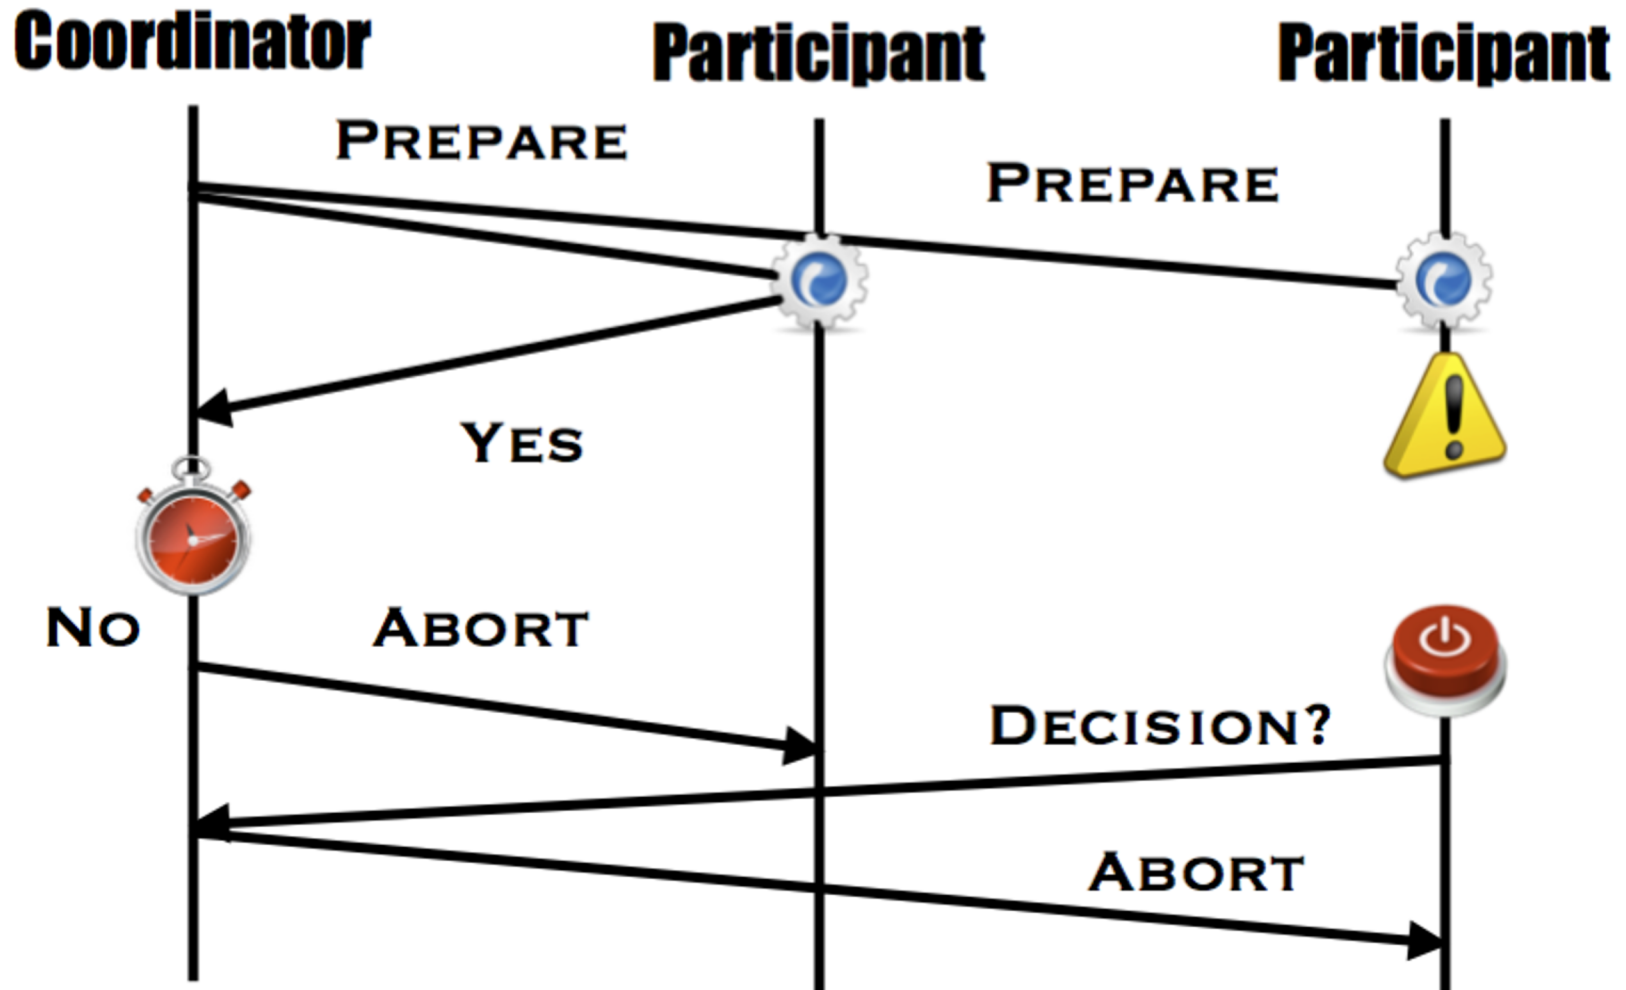 Coordinator
Participant
Participant
PREPARE
PREPARE
YES
NO
ABORT
DECISION?
ABORT